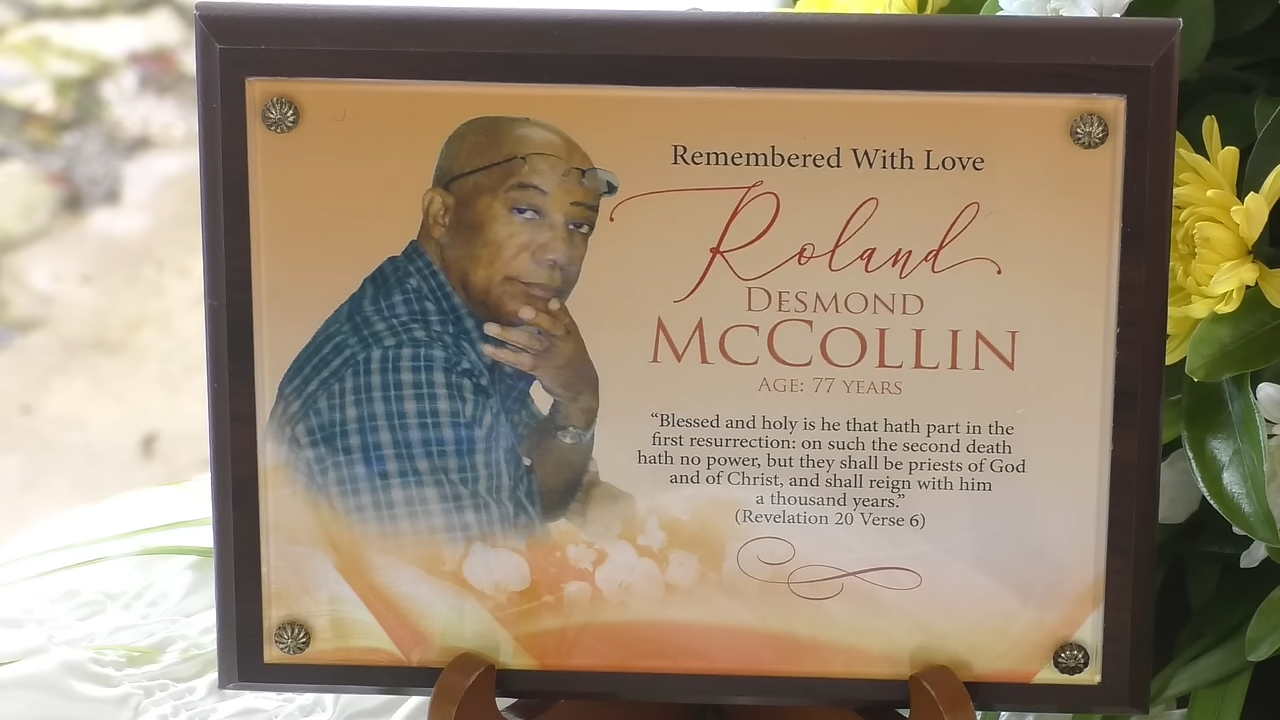 Remembered With Love
Roland
DESMOND
McCOLLIN
AGE: 77 YEARS
“Blessed and holy is he that hath part in the
first resurrection: on such the second death
hath no power, but they shall be priests of God
and of Christ, and shall reign with him
a thousand years.”
(Revelation 20 Verse 6)